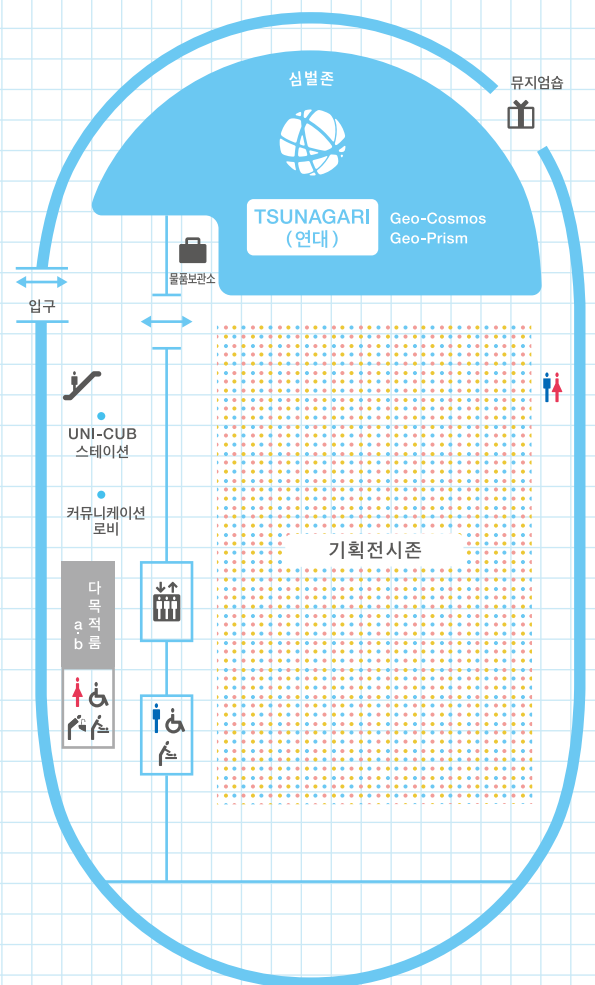 심벌존
뮤지엄숍
TSUNAGARI
(연대)
Geo-Cosmos
Geo-Prism
물품보관소
입구
UNI-CUB
스테이션
커뮤니케이션
로비
기획전시존
다목적룸
a·b